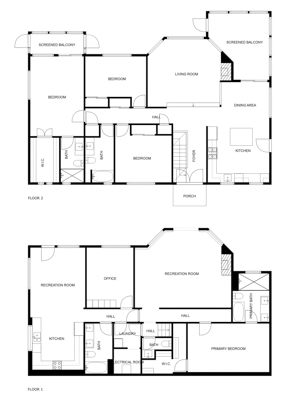 SCREENED BALCONY
SCREENED BALCONY
BEDROOM
LIVING ROOM
BEDROOM
DINING AREA
HALL
KITCHEN
BATH
BATH
BEDROOM
FOYER
W.I.C
FLOOR 2
PORCH
RECREATION ROOM
OFFICE
RECREATION ROOM
PRIMARY BATH
HALL
HALL
HALL
LAUNDRY
KITCHEN
BATH
BATH
PRIMARY BEDROOM
ELECTRICAL ROOM
W.I.C
FLOOR 1